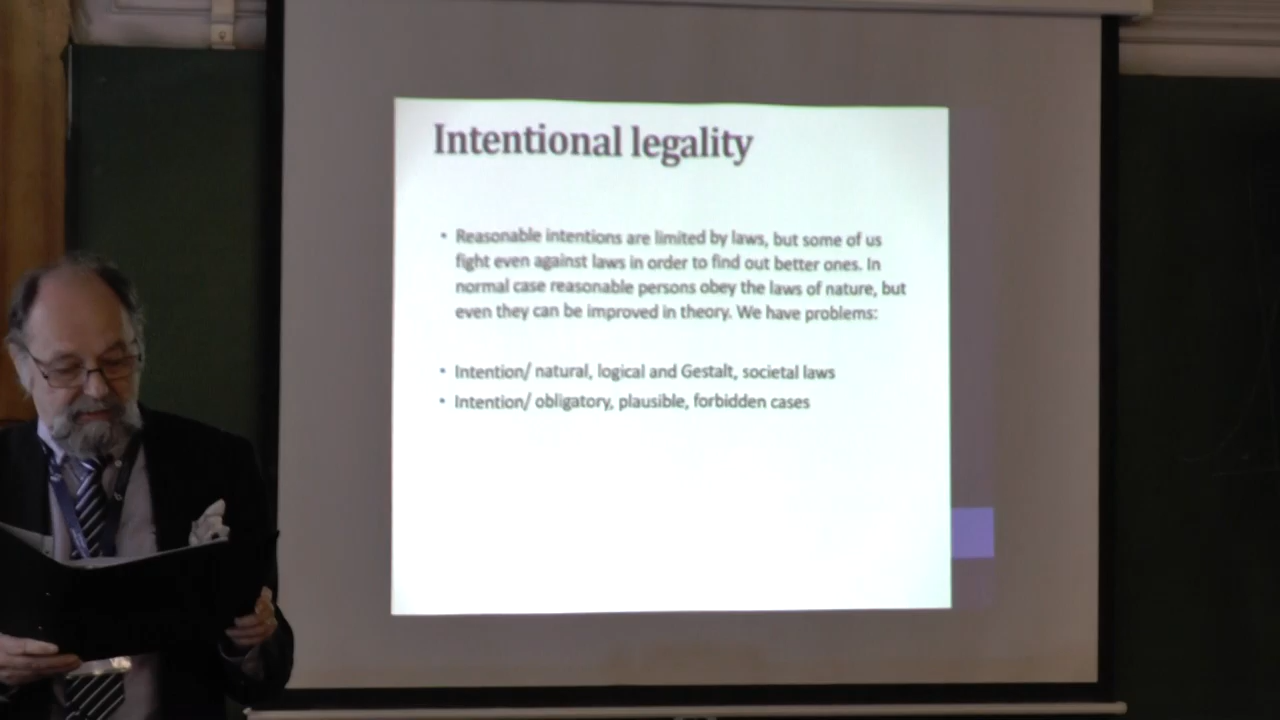 Intentional legality
• Reasonable intentions are limited by laws, but some of us
fight even against laws in order to find out better ones. In
normal case reasonable persons obey the laws of nature, but
even they can be improved in theory. We have problems:
• Intention/ natural, logical and Gestalt, societal laws
• Intention/ obligatory, plausible, forbidden cases